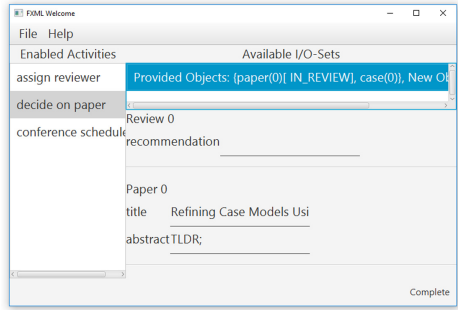 FXML Welcome
File Help
Enabled Activities
Available I/O-Sets
assign reviewer
decide on paper
conference schedule
Provided Objects: {paper(0)[ IN_REVIEW], case(0)}, New Ob
Review 0
recommendation
Paper 0
title Refining Case Models Usi
abstract TLDR;
Complete